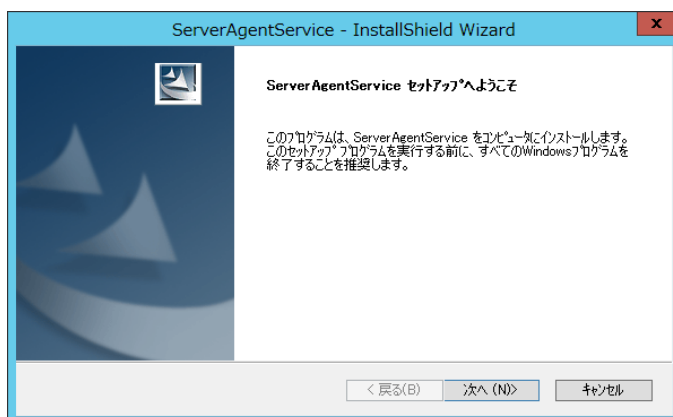 ServerAgentService - InstallShield Wizard
x
ServerAgentService ｾｯﾄｱｯﾌﾟへようこそ
このﾌﾟﾛｸﾞﾗﾑは、ServerAgentService をｺﾝﾋﾟｭｰﾀにインストールします。
このｾｯﾄｱｯﾌﾟ ﾌﾟﾛｸﾞﾗﾑを実行する前に、すべてのWindowsﾌﾟﾛｸﾞﾗﾑを
終了することを推奨します。
< 戻る(B)
次へ (N)>
ｷｬﾝｾﾙ